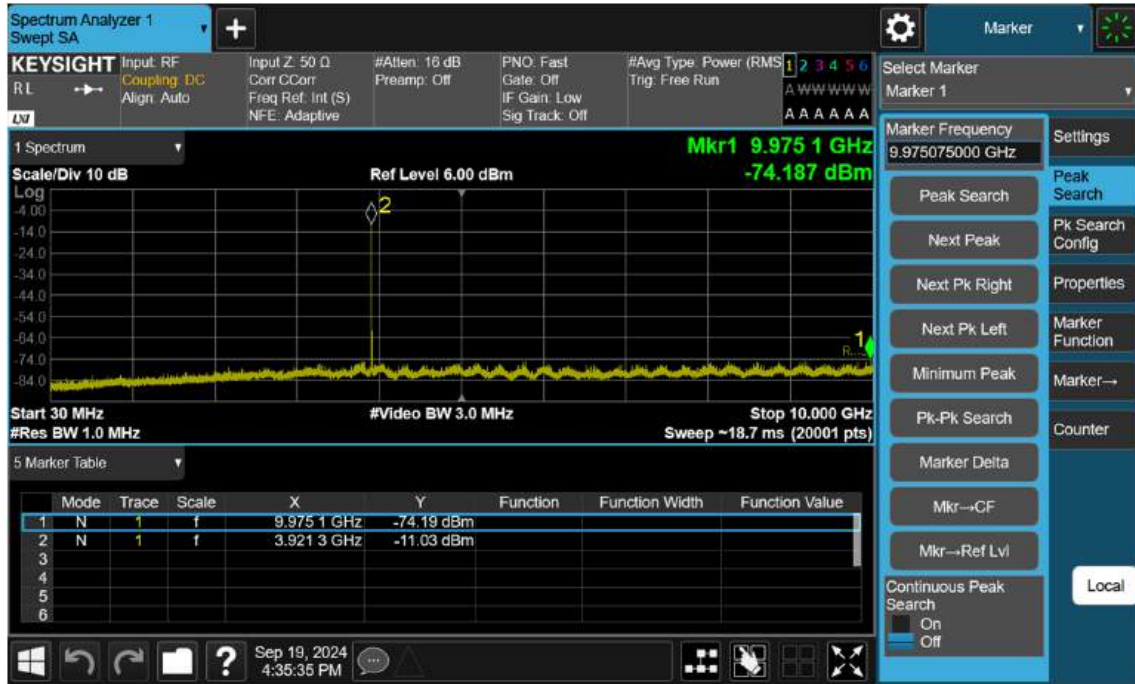 Spectrum Analyzer 1
Swept SA
+
Marker
KEYSIGHT
RL
LXI
Input: RF
Coupling: DC
Align: Auto
Input Z: 50 Ω
Corr CCorr
Freq Ref: Int (S)
NFE: Adaptive
#Atten: 16 dB
Preamp: Off
PNO: Fast
Gate: Off
IF Gain: Low
Sig Track: Off
#Avg Type: Power (RMS
Trig: Free Run
1 2 3 4 5 6
A W W W W W
A A A A A A
Select Marker
Marker 1
1 Spectrum
Mkr1 9.975 1 GHz
Scale/Div 10 dB
Ref Level 6.00 dBm
-74.187 dBm
Log
-4.00
-14.0
-24.0
-34.0
-44.0
-54.0
-64.0
-74.0
-84.0
2
1
Start 30 MHz
#Video BW 3.0 MHz
Stop 10.000 GHz
#Res BW 1.0 MHz
Sweep ~18.7 ms (20001 pts)
5 Marker Table
Mode Trace Scale X Y Function Function Width Function Value
1 N 1 f 9.975 1 GHz -74.19 dBm
2 N 1 f 3.921 3 GHz -11.03 dBm
3
4
5
6
Marker Frequency
9.975075000 GHz
Peak Search
Next Peak
Next Pk Right
Next Pk Left
Minimum Peak
Pk-Pk Search
Marker Delta
Mkr→CF
Mkr→Ref Lvl
Continuous Peak
Search
On
Off
Settings
Peak
Search
Pk Search
Config
Properties
Marker
Function
Marker→
Counter
Local
?
Sep 19, 2024
4:35:35 PM